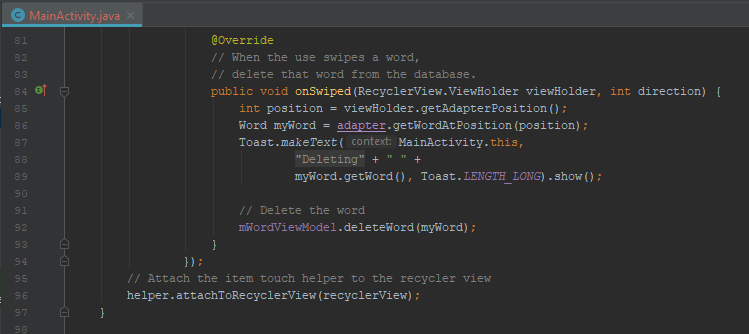 MainActivity.java
81 @Override
82 // When the use swipes a word,
83 // delete that word from the database.
84 public void onSwiped(RecyclerView.ViewHolder viewHolder, int direction) {
85 int position = viewHolder.getAdapterPosition();
86 Word myWord = adapter.getWordAtPosition(position);
87 Toast.makeText( context: MainActivity.this,
88 "Deleting" + " " +
89 myWord.getWord(), Toast.LENGTH_LONG).show();
90
91 // Delete the word
92 mWordViewModel.deleteWord(myWord);
93 }
94 });
95 // Attach the item touch helper to the recycler view
96 helper.attachToRecyclerView(recyclerView);
97 }
98